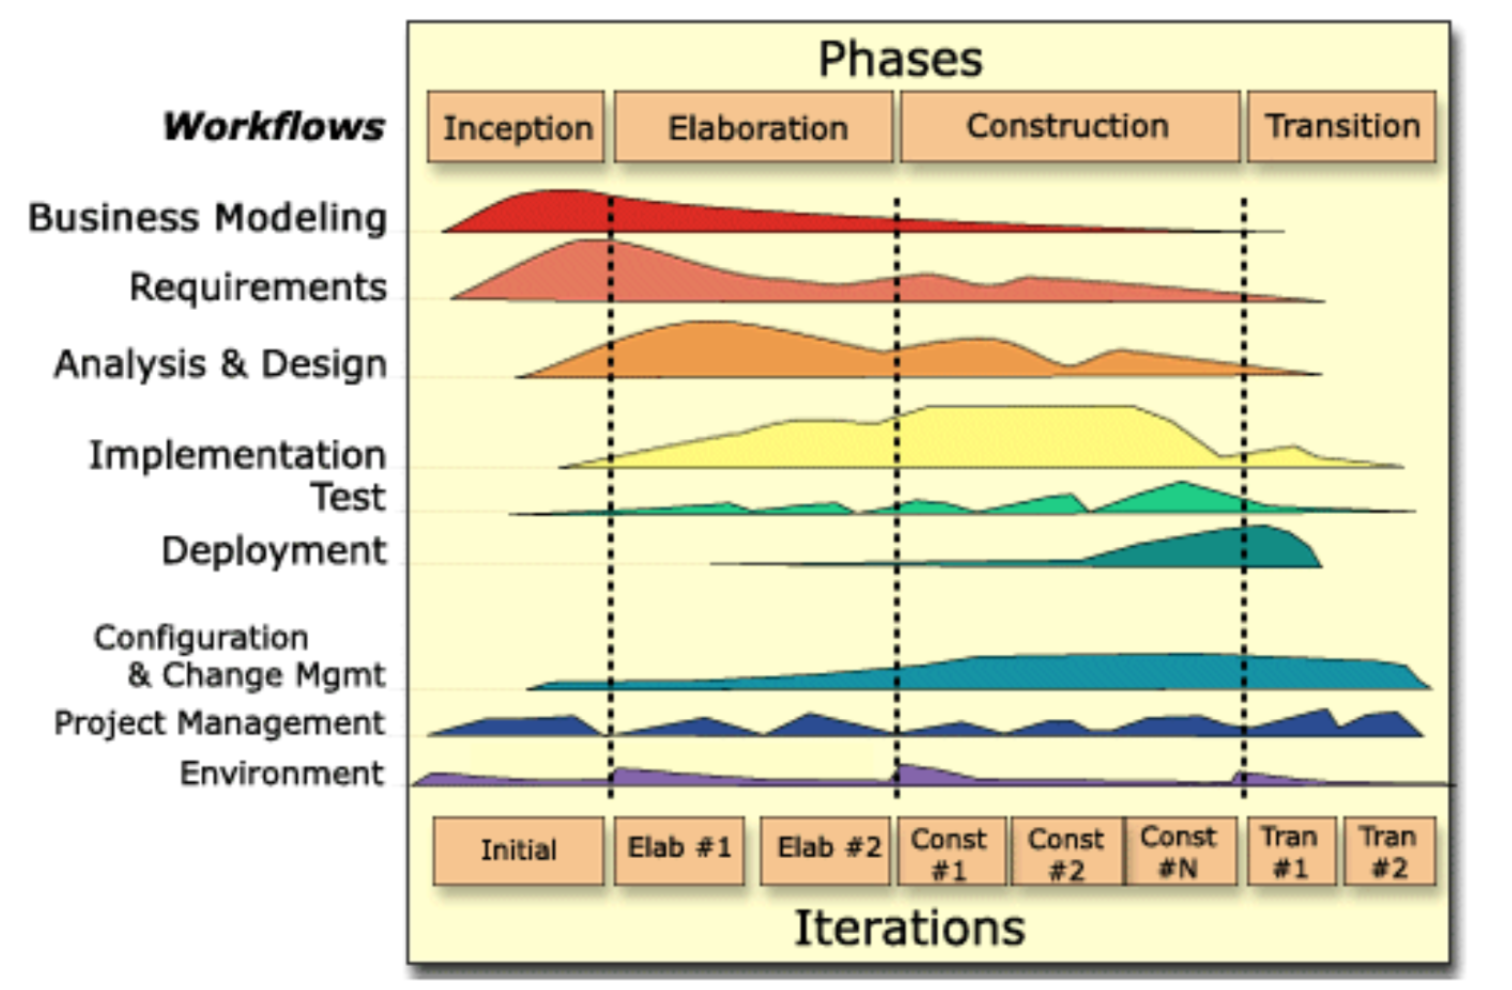 Phases
Workflows
Inception
Elaboration
Construction
Transition
Business Modeling
Requirements
Analysis & Design
Implementation
Test
Deployment
Configuration
& Change Mgmt
Project Management
Environment
Initial
Elab #1
Elab #2
Const
#1
Const
#2
Const
#N
Tran
#1
Tran
#2
Iterations